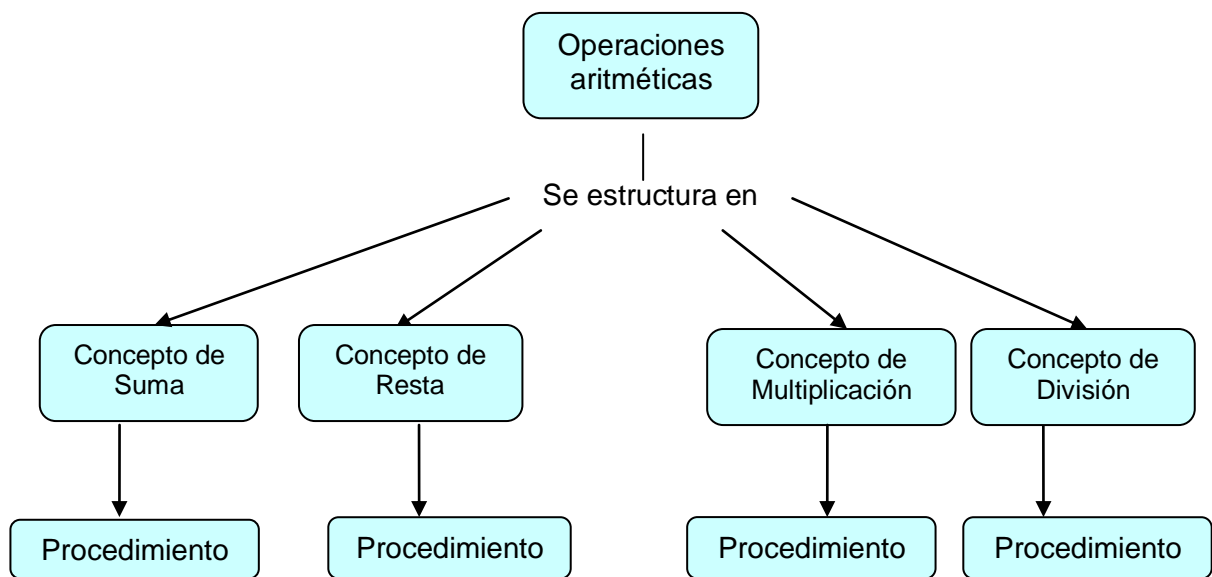 Operaciones
aritméticas
Se estructura en
Concepto de
Suma
Concepto de
Resta
Concepto de
Multiplicación
Concepto de
División
Procedimiento
Procedimiento
Procedimiento
Procedimiento